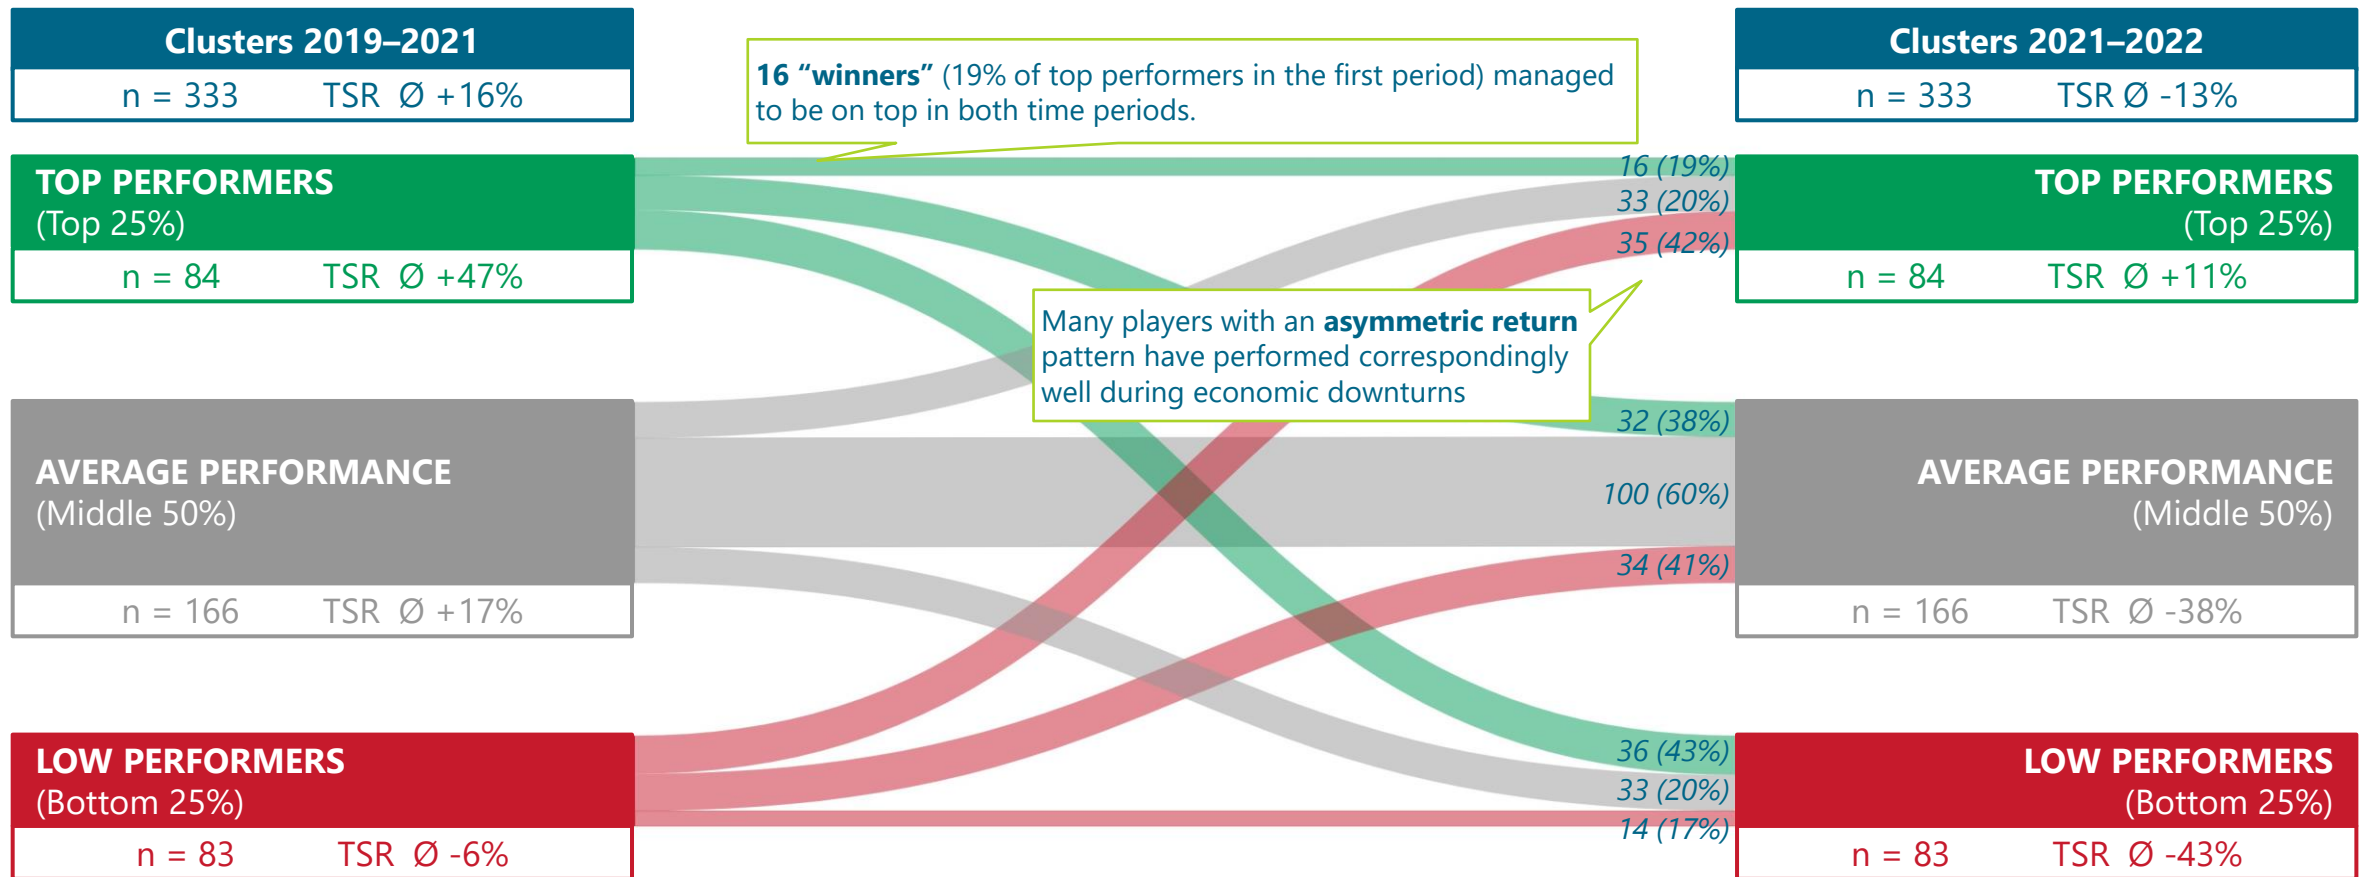 Clusters 2019–2021
n = 333 TSR Ø +16%
TOP PERFORMERS
(Top 25%)
n = 84 TSR Ø +47%
AVERAGE PERFORMANCE
(Middle 50%)
n = 166 TSR Ø +17%
LOW PERFORMERS
(Bottom 25%)
n = 83 TSR Ø -6%
16 “winners” (19% of top performers in the first period) managed
to be on top in both time periods.
Many players with an asymmetric return
pattern have performed correspondingly
well during economic downturns
16 (19%)
33 (20%)
35 (42%)
32 (38%)
100 (60%)
34 (41%)
36 (43%)
33 (20%)
14 (17%)
Clusters 2021–2022
n = 333 TSR Ø -13%
TOP PERFORMERS
(Top 25%)
n = 84 TSR Ø +11%
AVERAGE PERFORMANCE
(Middle 50%)
n = 166 TSR Ø -38%
LOW PERFORMERS
(Bottom 25%)
n = 83 TSR Ø -43%